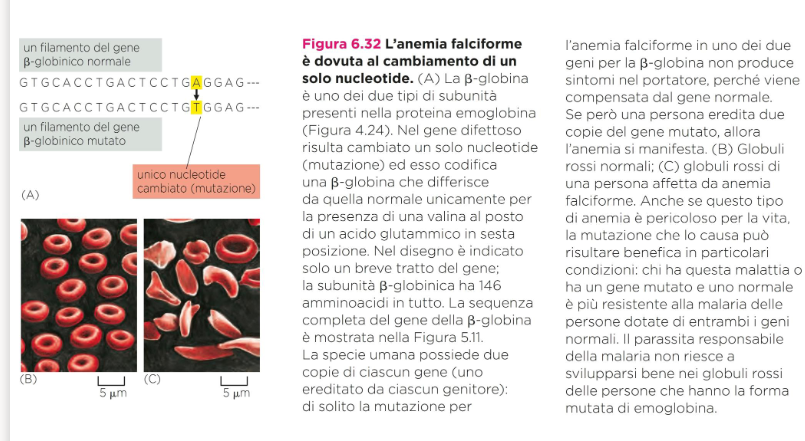 un filamento del gene
β-globinico normale
GTGCACCTGACTCCTGAGGAG---
GTGCACCTGACTCCTGTGGAG---
un filamento del gene
β-globinico mutato
unico nucleotide
cambiato (mutazione)
(A)
(B)
5 μm
(C)
5 μm
Figura 6.32 L'anemia falciforme
è dovuta al cambiamento di un
solo nucleotide. (A) La β-globina
è uno dei due tipi di subunità
presenti nella proteina emoglobina
(Figura 4.24). Nel gene difettoso
risulta cambiato un solo nucleotide
(mutazione) ed esso codifica
una β-globina che differisce
da quella normale unicamente per
la presenza di una valina al posto
di un acido glutammico in sesta
posizione. Nel disegno è indicato
solo un breve tratto del gene;
la subunità β-globinica ha 146
amminoacidi in tutto. La sequenza
completa del gene della β-globina
è mostrata nella Figura 5.11.
La specie umana possiede due
copie di ciascun gene (uno
ereditato da ciascun genitore):
di solito la mutazione per
l'anemia falciforme in uno dei due
geni per la β-globina non produce
sintomi nel portatore, perché viene
compensata dal gene normale.
Se però una persona eredita due
copie del gene mutato, allora
l'anemia si manifesta. (B) Globuli
rossi normali; (C) globuli rossi di
una persona affetta da anemia
falciforme. Anche se questo tipo
di anemia è pericoloso per la vita,
la mutazione che lo causa può
risultare benefica in particolari
condizioni: chi ha questa malattia o
ha un gene mutato e uno normale
è più resistente alla malaria delle
persone dotate di entrambi i geni
normali. Il parassita responsabile
della malaria non riesce a
svilupparsi bene nei globuli rossi
delle persone che hanno la forma
mutata di emoglobina.